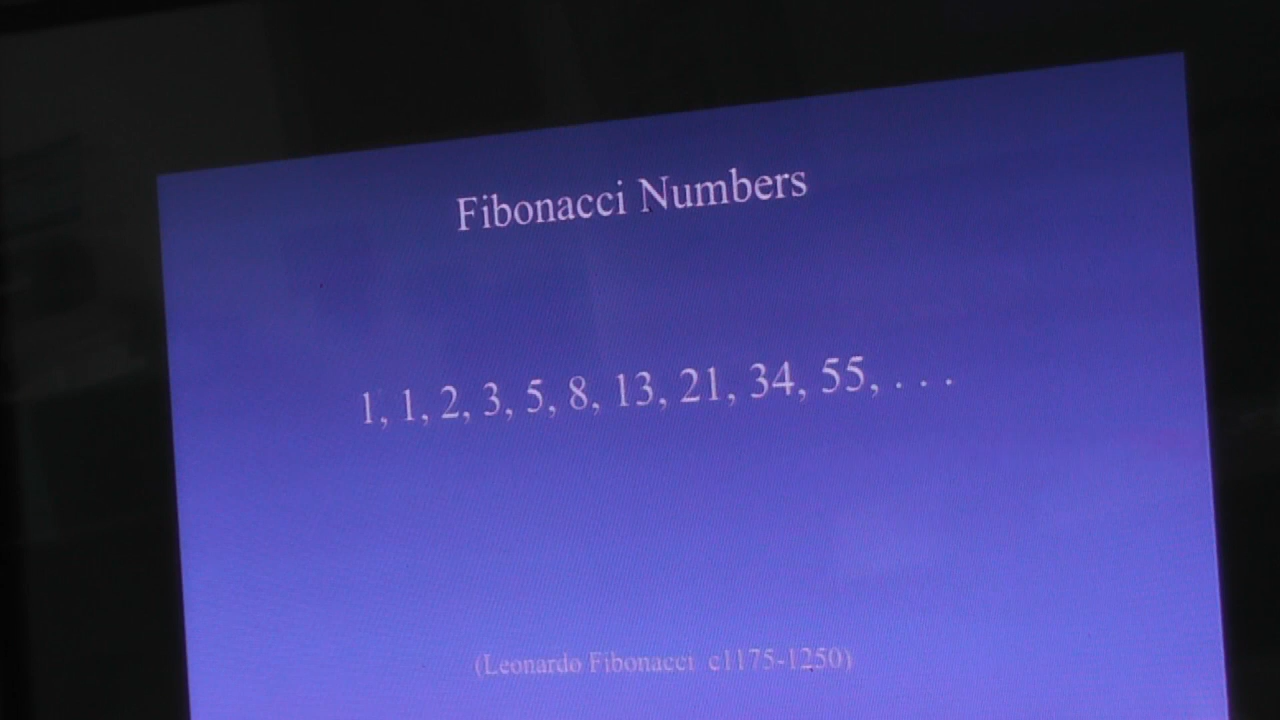 Fibonacci Numbers
1, 1, 2, 3, 5, 8, 13, 21, 34, 55, . . .
(Leonardo Fibonacci c1175-1250)